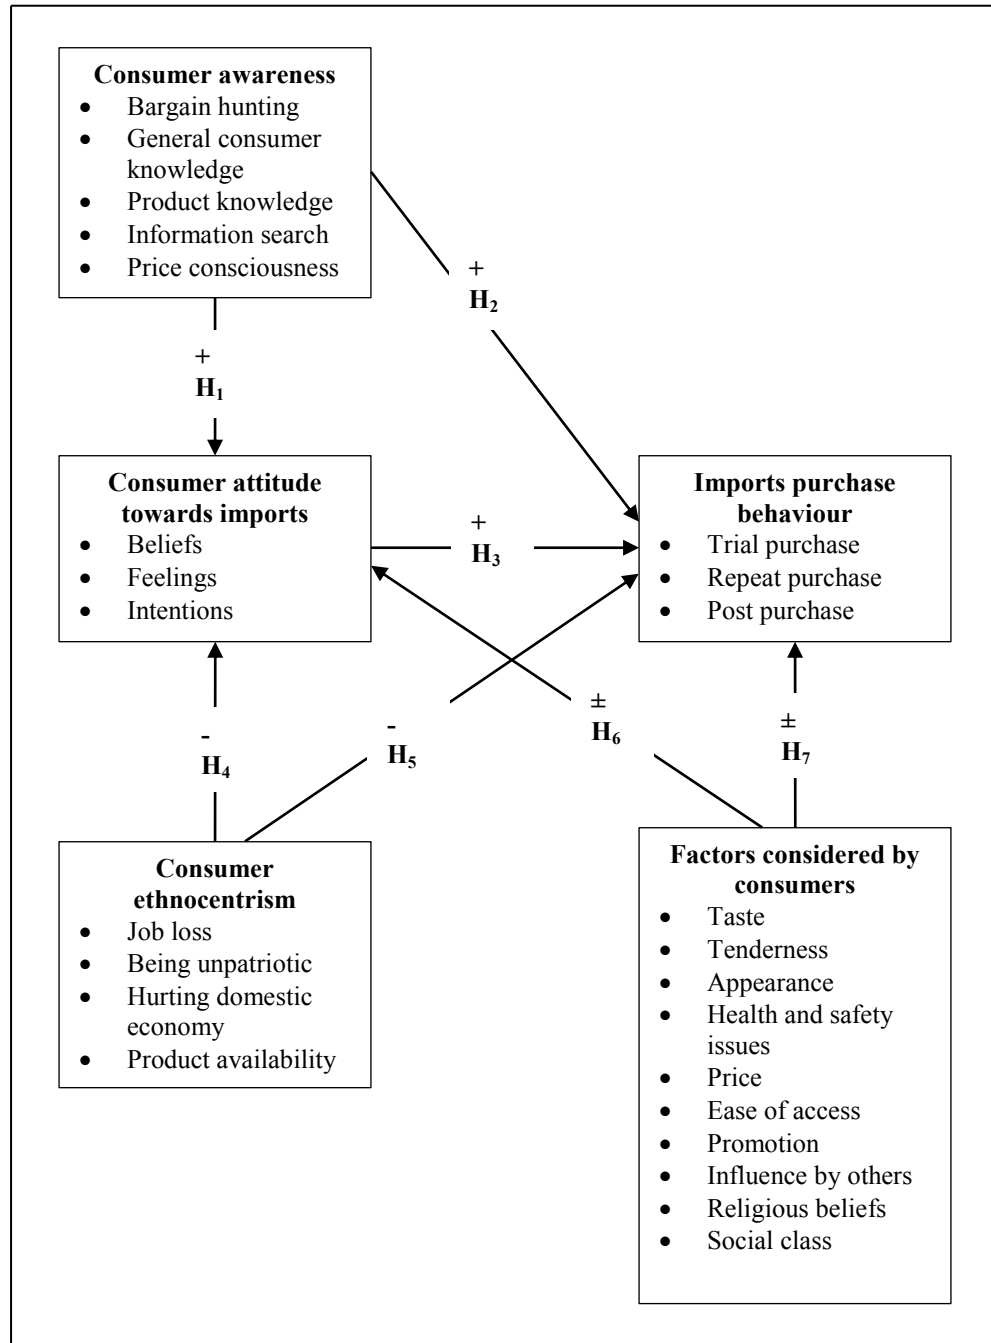 Consumer awareness
• Bargain hunting
• General consumer
knowledge
• Product knowledge
• Information search
• Price consciousness
+
H₂
+
H₁
Consumer attitude
towards imports
• Beliefs
• Feelings
• Intentions
+
H₃
Imports purchase
behaviour
• Trial purchase
• Repeat purchase
• Post purchase
-
H₄
-
H₅
±
H₆
±
H₇
Consumer
ethnocentrism
• Job loss
• Being unpatriotic
• Hurting domestic
economy
• Product availability
Factors considered by
consumers
• Taste
• Tenderness
• Appearance
• Health and safety
issues
• Price
• Ease of access
• Promotion
• Influence by others
• Religious beliefs
• Social class